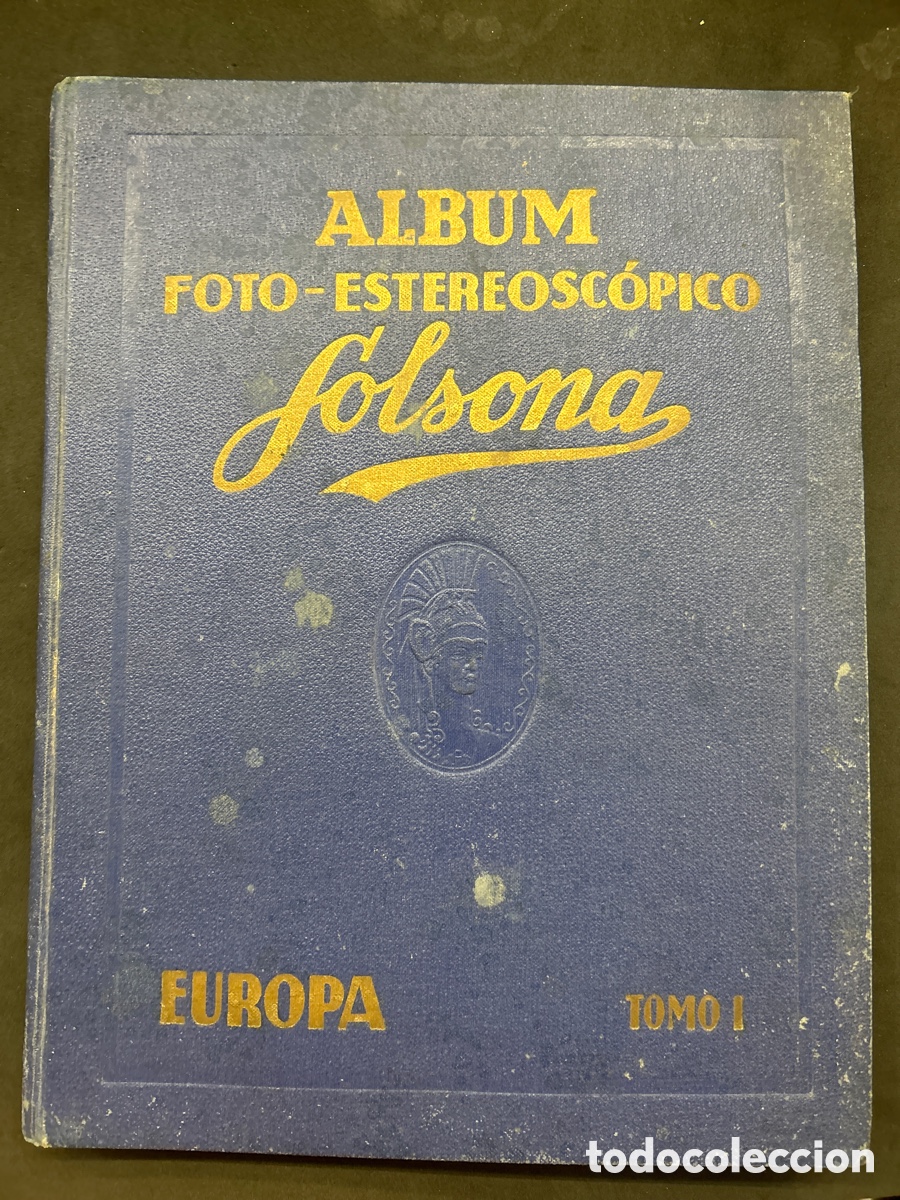 ALBUM
FOTO-ESTEREOSCÓPICO
Solsona
EUROPA TOMO I
todocoleccion